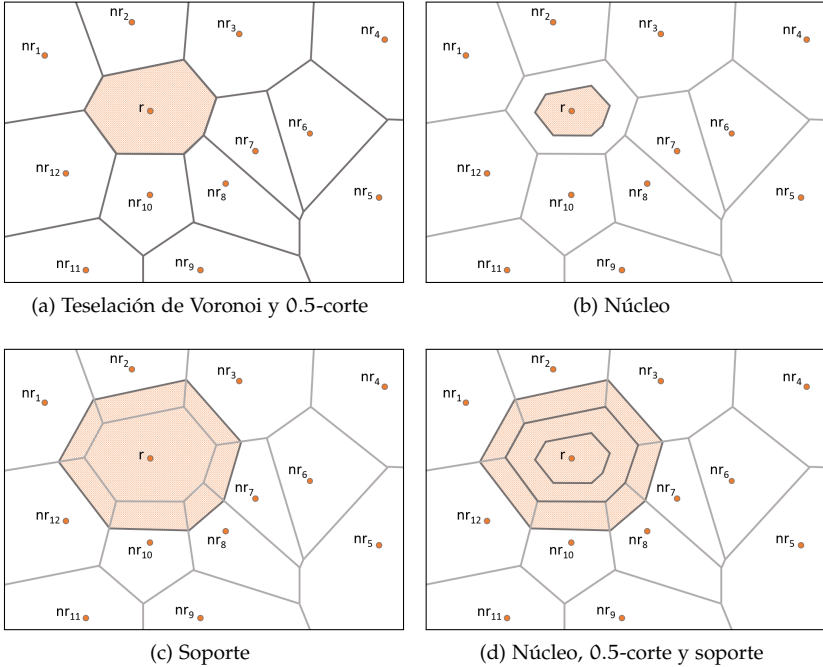 nr2
nr3
nr4
nr1
r
nr6
nr7
nr12
nr8
nr10
nr5
nr11
nr9
(a) Teselación de Voronoi y 0.5-corte
nr2
nr3
nr4
nr1
r
nr6
nr7
nr12
nr8
nr10
nr5
nr11
nr9
(b) Núcleo
nr2
nr3
nr4
nr1
r
nr6
nr7
nr12
nr8
nr10
nr5
nr11
nr9
(c) Soporte
nr2
nr3
nr4
nr1
r
nr6
nr7
nr12
nr8
nr10
nr5
nr11
nr9
(d) Núcleo, 0.5-corte y soporte